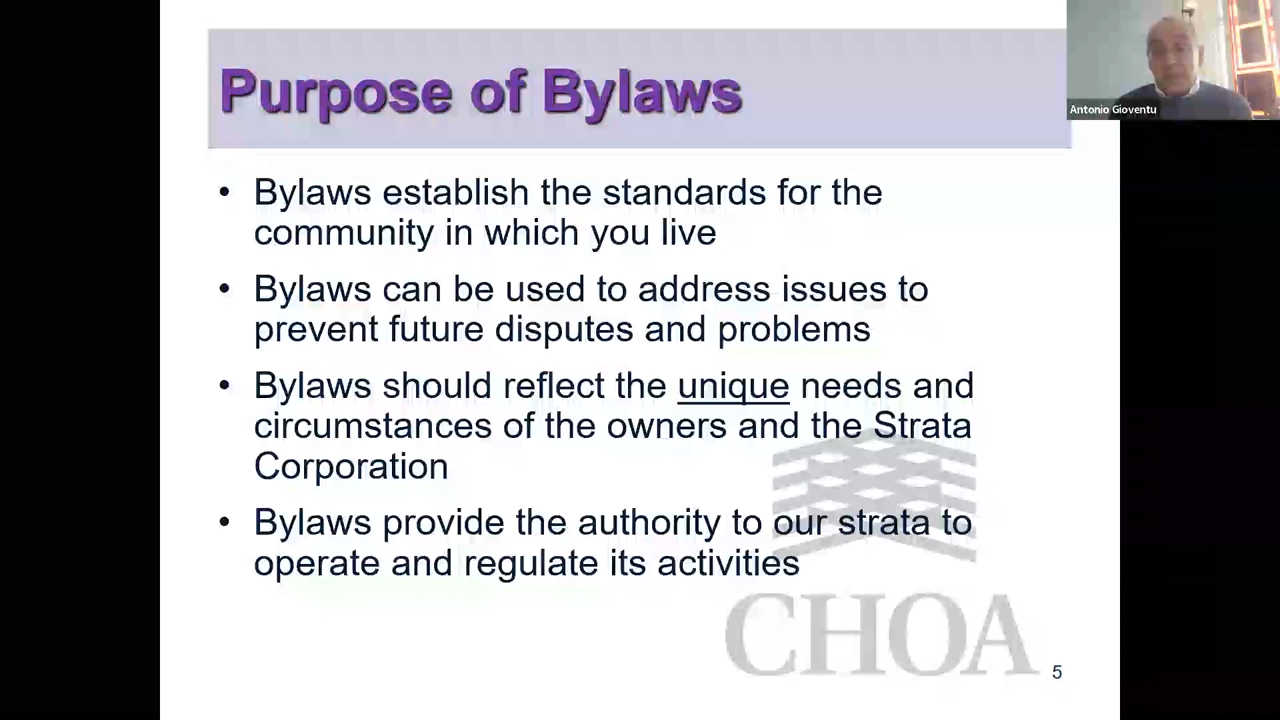 Purpose of Bylaws
Antonio Gioventu
• Bylaws establish the standards for the
community in which you live
• Bylaws can be used to address issues to
prevent future disputes and problems
• Bylaws should reflect the unique needs and
circumstances of the owners and the Strata
Corporation
• Bylaws provide the authority to our strata to
operate and regulate its activities
CHOA
5